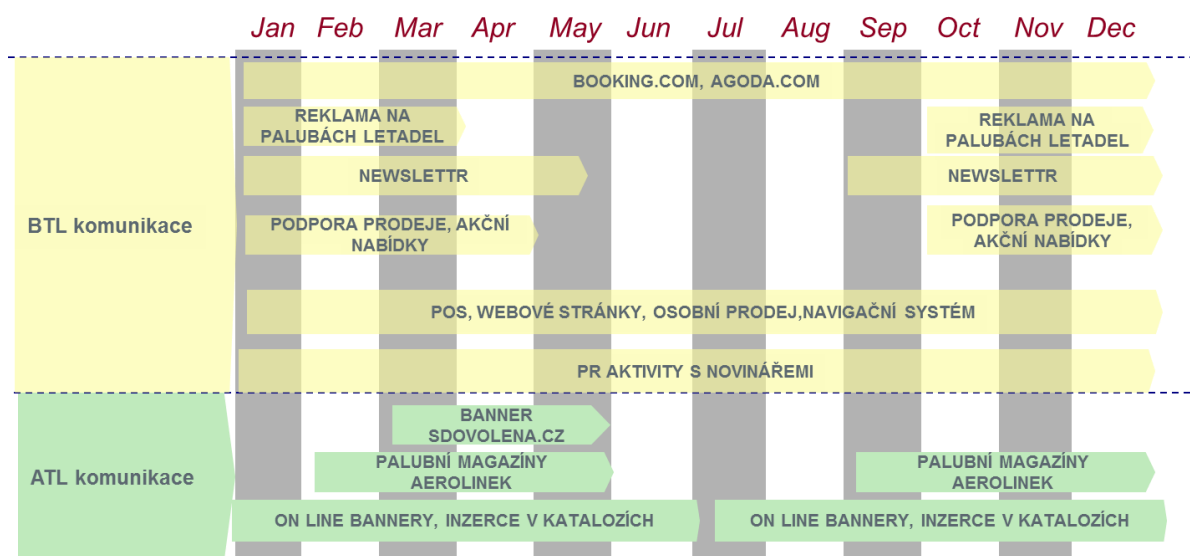 Jan Feb Mar Apr May Jun Jul Aug Sep Oct Nov Dec
BTL komunikace
BOOKING.COM, AGODA.COM
REKLAMA NA
PALUBÁCH LETADEL
REKLAMA NA
PALUBÁCH LETADEL
NEWSLETTR
NEWSLETTR
PODPORA PRODEJE, AKČNÍ
NABÍDKY
PODPORA PRODEJE,
AKČNÍ NABÍDKY
POS, WEBOVÉ STRÁNKY, OSOBNÍ PRODEJ,NAVIGAČNÍ SYSTÉM
PR AKTIVITY S NOVINÁŘEMI
ATL komunikace
BANNER
SDOVOLENA.CZ
PALUBNÍ MAGAZÍNY
AEROLINEK
PALUBNÍ MAGAZÍNY
AEROLINEK
ON LINE BANNERY, INZERCE V KATALOZÍCH
ON LINE BANNERY, INZERCE V KATALOZÍCH